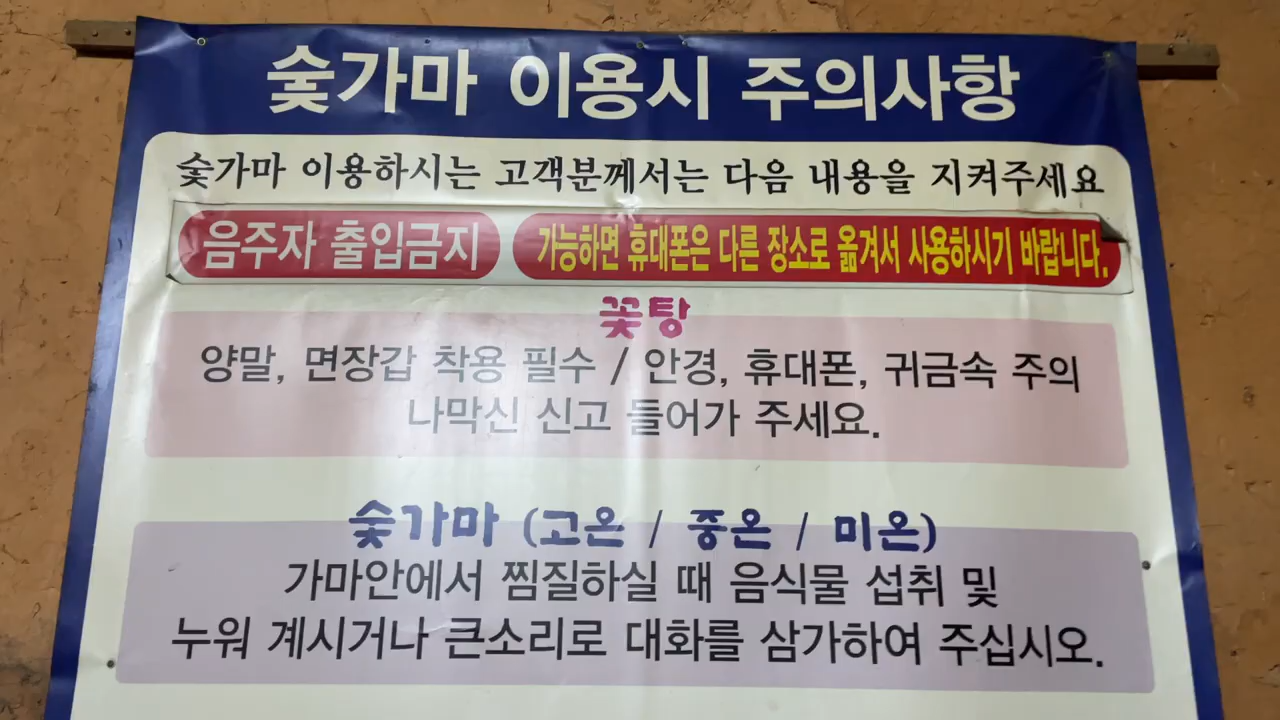 숯가마 이용시 주의사항
숯가마 이용하시는 고객분께서는 다음 내용을 지켜주세요
음주자 출입금지 가능하면 휴대폰은 다른 장소로 옮겨서 사용하시기 바랍니다.
꽃탕
양말, 면장갑 착용 필수 / 안경, 휴대폰, 귀금속 주의
나막신 신고 들어가 주세요.
숯가마 (고온 / 중온 / 미온)
가마안에서 찜질하실 때 음식물 섭취 및
누워 계시거나 큰소리로 대화를 삼가하여 주십시오.